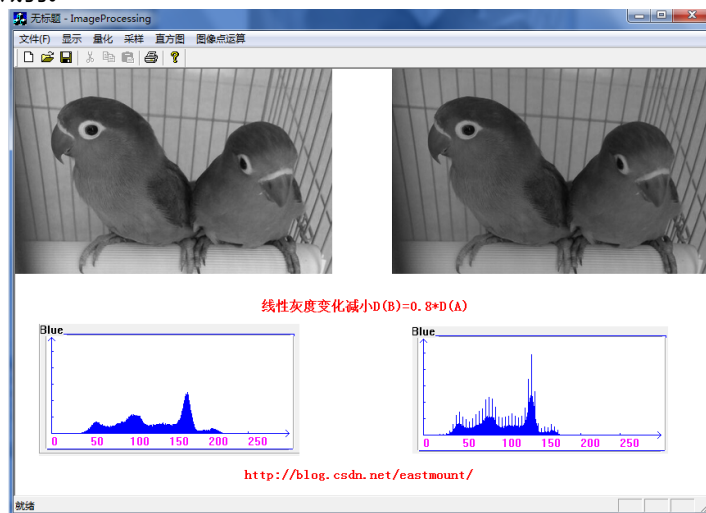 无标题 - ImageProcessing
文件(F) 显示 量化 采样 直方图 图像点运算
线性灰度变化减小D(B)=0.8*D(A)
Blue
0 50 100 150 200 250
Blue
0 50 100 150 200 250
http://blog.csdn.net/eastmount/
就绪